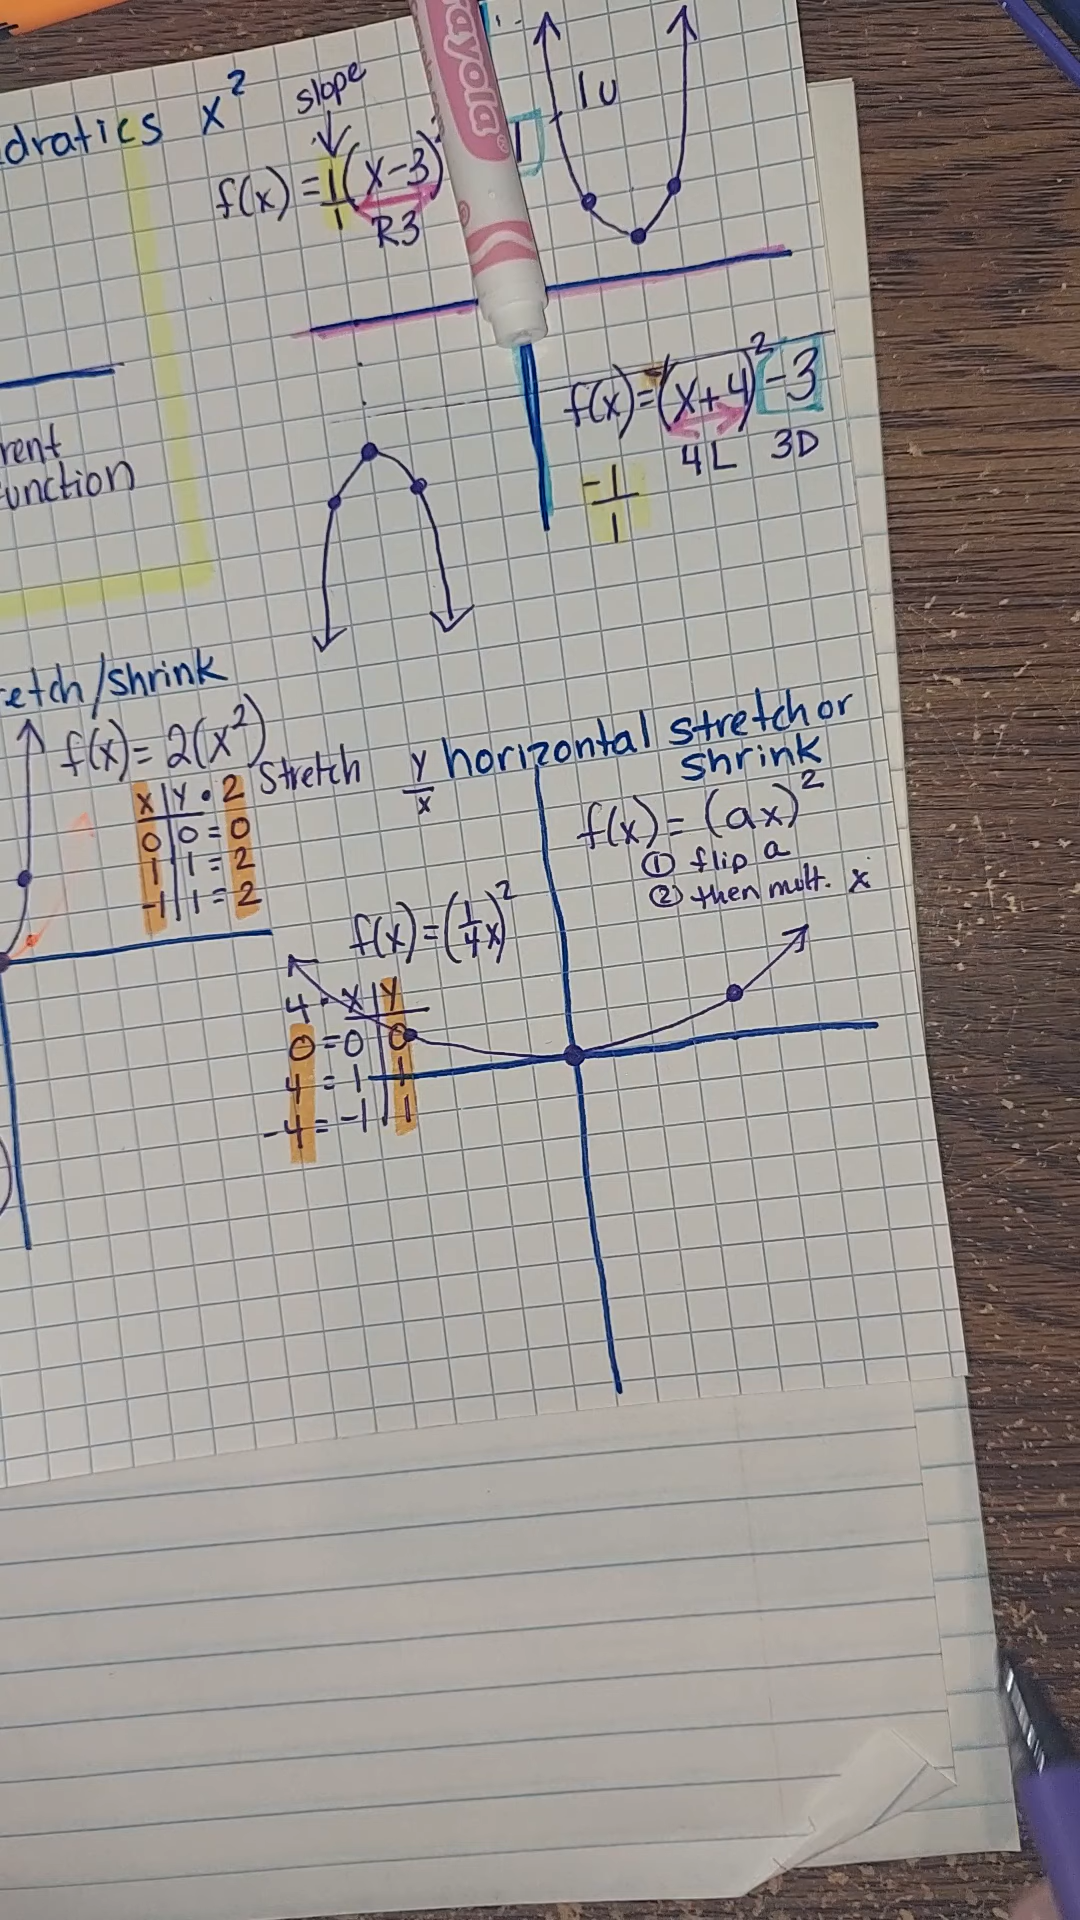 dratics x²
slope
f(x) = 1/1 (x-3)
R3
ayola
1
1U
rent
unction
f(x) = -(x+4)² -3
4L 3D
-1/1
etch/shrink
f(x) = 2(x²)
Stretch
x|y • 2
0|0 = 0
1|1 = 2
-1|1 = 2
y/x
horizontal stretch or
shrink
f(x) = (ax)²
① flip a
② then mult. x
f(x) = (1/4 x)²
4 • x|y
0 = 0|0
4 = 1|1
-4 = -1|1